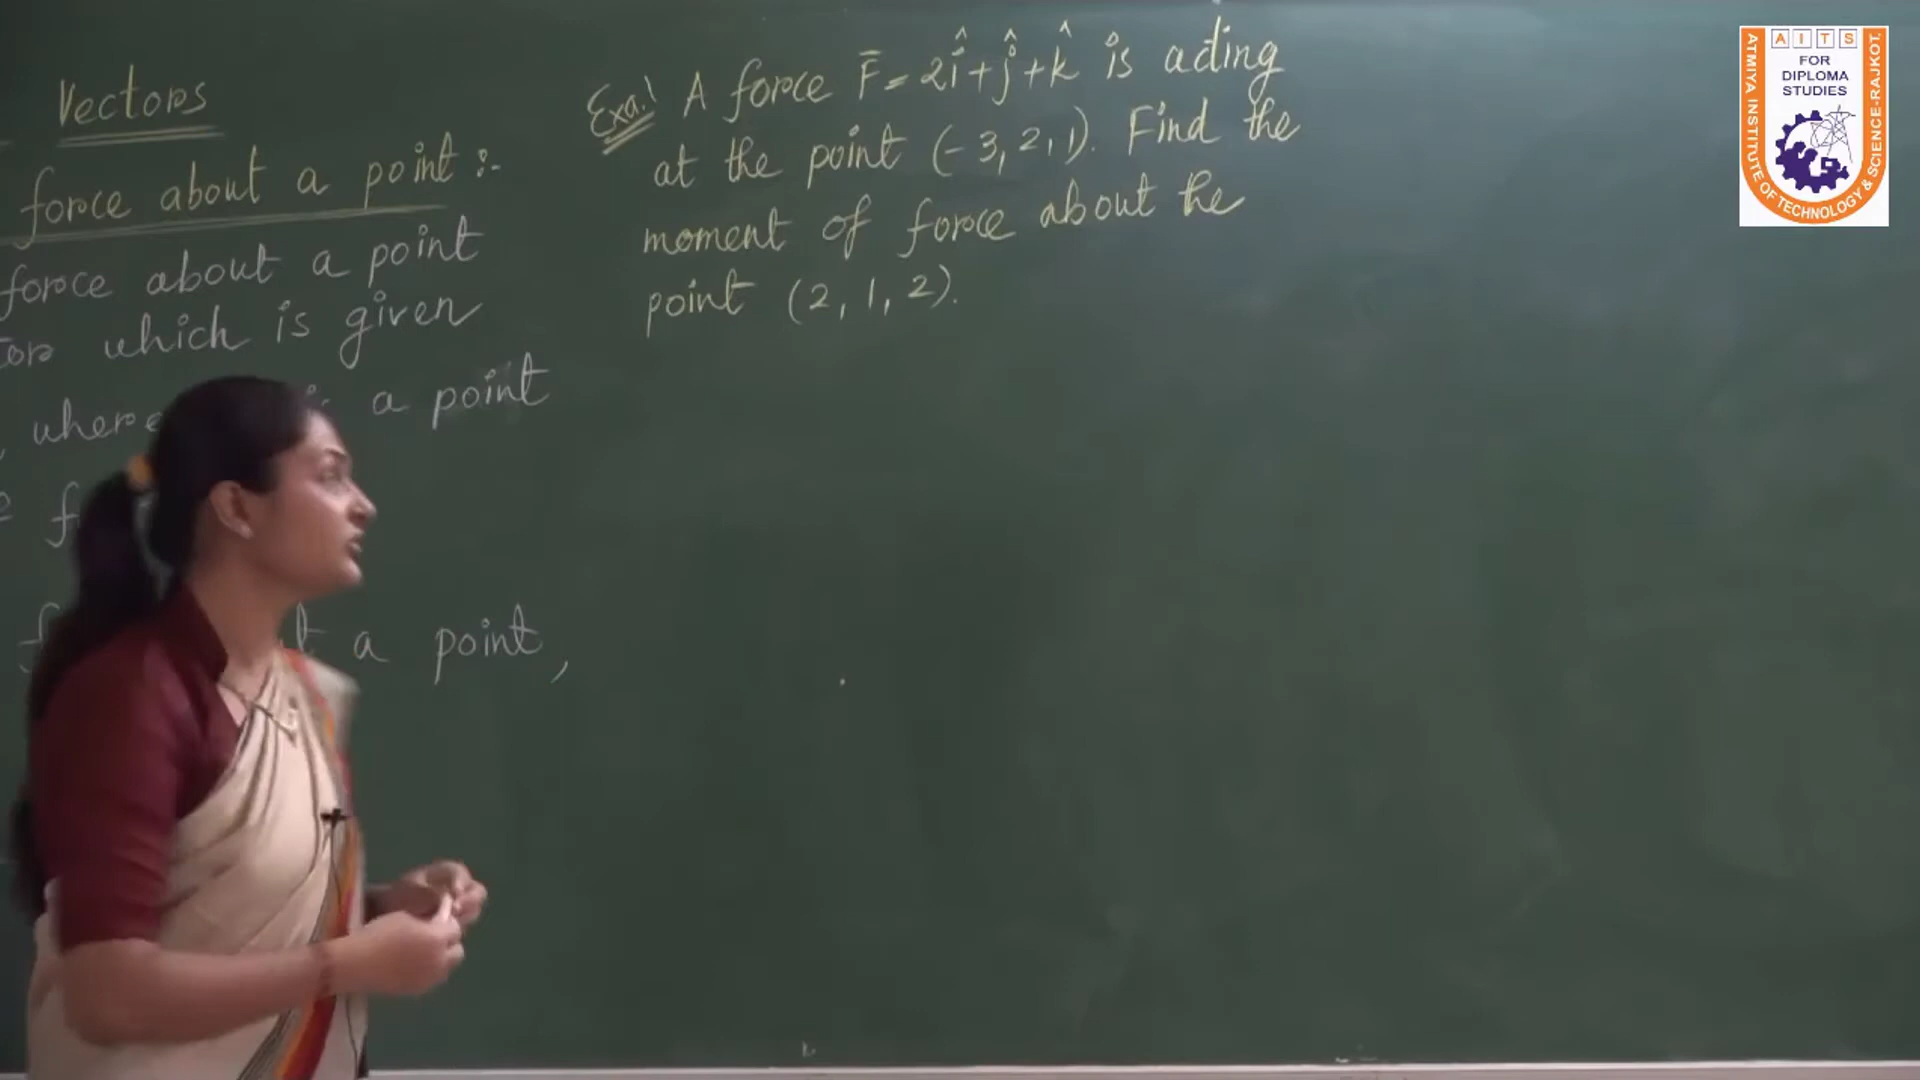 Vectors
force about a point :-
force about a point
which is given
where a point
a point,
Exa:! A force F̄ = 2î+ĵ+k̂ is acting
at the point (-3, 2, 1). Find the
moment of force about the
point (2, 1, 2).
AITS
FOR
DIPLOMA
STUDIES
ATMIYA INSTITUTE OF TECHNOLOGY & SCIENCE-RAJKOT.